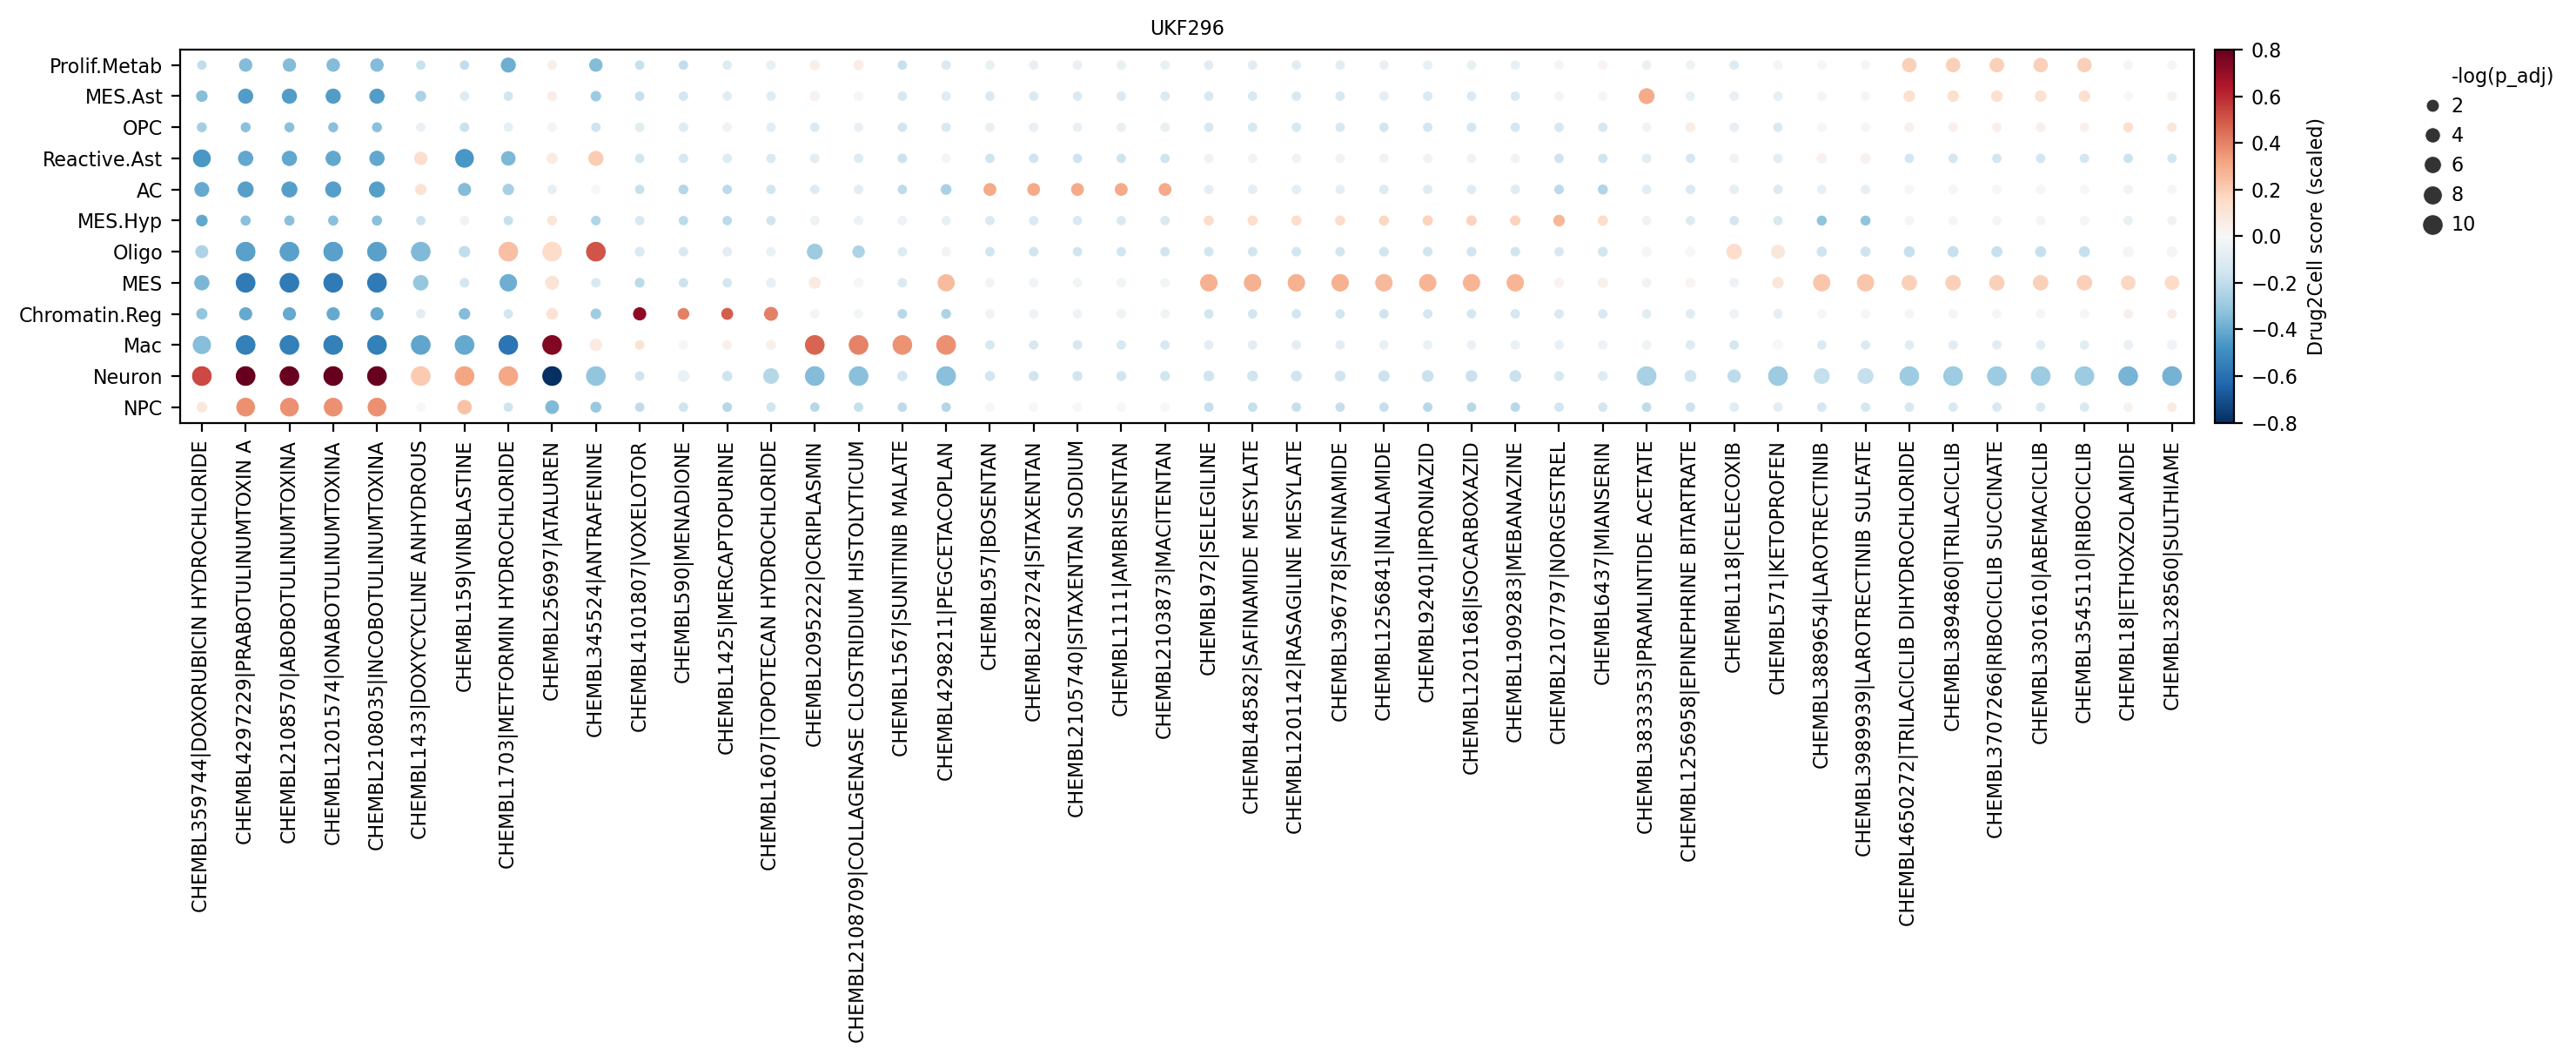 UKF296
Prolif.Metab
MES.Ast
OPC
Reactive.Ast
AC
MES.Hyp
Oligo
MES
Chromatin.Reg
Mac
Neuron
NPC
CHEMBL359744|DOXORUBICIN HYDROCHLORIDE
CHEMBL4297229|PRABOTULINUMTOXIN A
CHEMBL2108570|ABOBOTULINUMTOXINA
CHEMBL1201574|ONABOTULINUMTOXINA
CHEMBL2108035|INCOBOTULINUMTOXINA
CHEMBL1433|DOXYCYCLINE ANHYDROUS
CHEMBL159|VINBLASTINE
CHEMBL1703|METFORMIN HYDROCHLORIDE
CHEMBL256997|ATALUREN
CHEMBL345524|ANTRAFENINE
CHEMBL4101807|VOXELOTOR
CHEMBL590|MENADIONE
CHEMBL1425|MERCAPTOPURINE
CHEMBL1607|TOPOTECAN HYDROCHLORIDE
CHEMBL2095222|OCRIPLASMIN
CHEMBL2108709|COLLAGENASE CLOSTRIDIUM HISTOLYTICUM
CHEMBL1567|SUNITINIB MALATE
CHEMBL4298211|PEGCETACOPLAN
CHEMBL957|BOSENTAN
CHEMBL282724|SITAXENTAN
CHEMBL2105740|SITAXENTAN SODIUM
CHEMBL1111|AMBRISENTAN
CHEMBL2103873|MACITENTAN
CHEMBL972|SELEGILINE
CHEMBL48582|SAFINAMIDE MESYLATE
CHEMBL1201142|RASAGILINE MESYLATE
CHEMBL396778|SAFINAMIDE
CHEMBL1256841|NIALAMIDE
CHEMBL92401|IPRONIAZID
CHEMBL1201168|ISOCARBOXAZID
CHEMBL1909283|MEBANAZINE
CHEMBL2107797|NORGESTREL
CHEMBL6437|MIANSERIN
CHEMBL3833353|PRAMLINTIDE ACETATE
CHEMBL1256958|EPINEPHRINE BITARTRATE
CHEMBL118|CELECOXIB
CHEMBL571|KETOPROFEN
CHEMBL3889654|LAROTRECTINIB
CHEMBL3989939|LAROTRECTINIB SULFATE
CHEMBL4650272|TRILACICLIB DIHYDROCHLORIDE
CHEMBL3894860|TRILACICLIB
CHEMBL3707266|RIBOCICLIB SUCCINATE
CHEMBL3301610|ABEMACICLIB
CHEMBL3545110|RIBOCICLIB
CHEMBL18|ETHOXZOLAMIDE
CHEMBL328560|SULTHIAME
0.8
0.6
0.4
0.2
0.0
−0.2
−0.4
−0.6
−0.8
Drug2Cell score (scaled)
-log(p_adj)
2
4
6
8
10